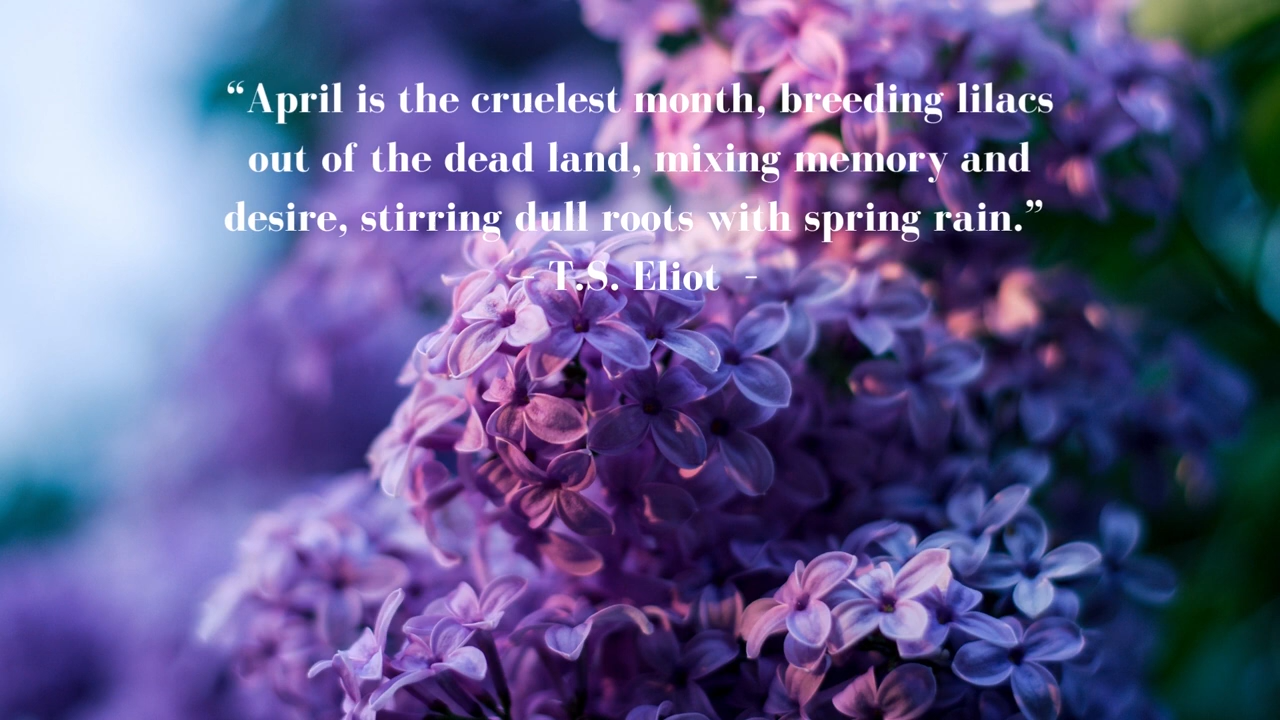 “April is the cruelest month, breeding lilacs
out of the dead land, mixing memory and
desire, stirring dull roots with spring rain.”
- T.S. Eliot -